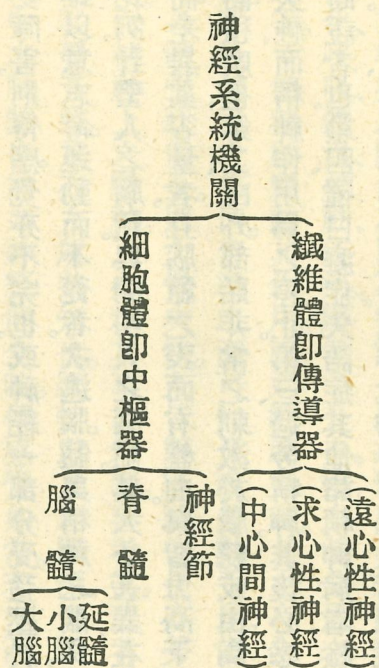 神經系統機關
纖維體卽傳導器
(遠心性神經)
(求心性神經)
(中心間神經)
細胞體卽中樞器
神經節
脊髓
腦髓
延髓
小腦
大腦